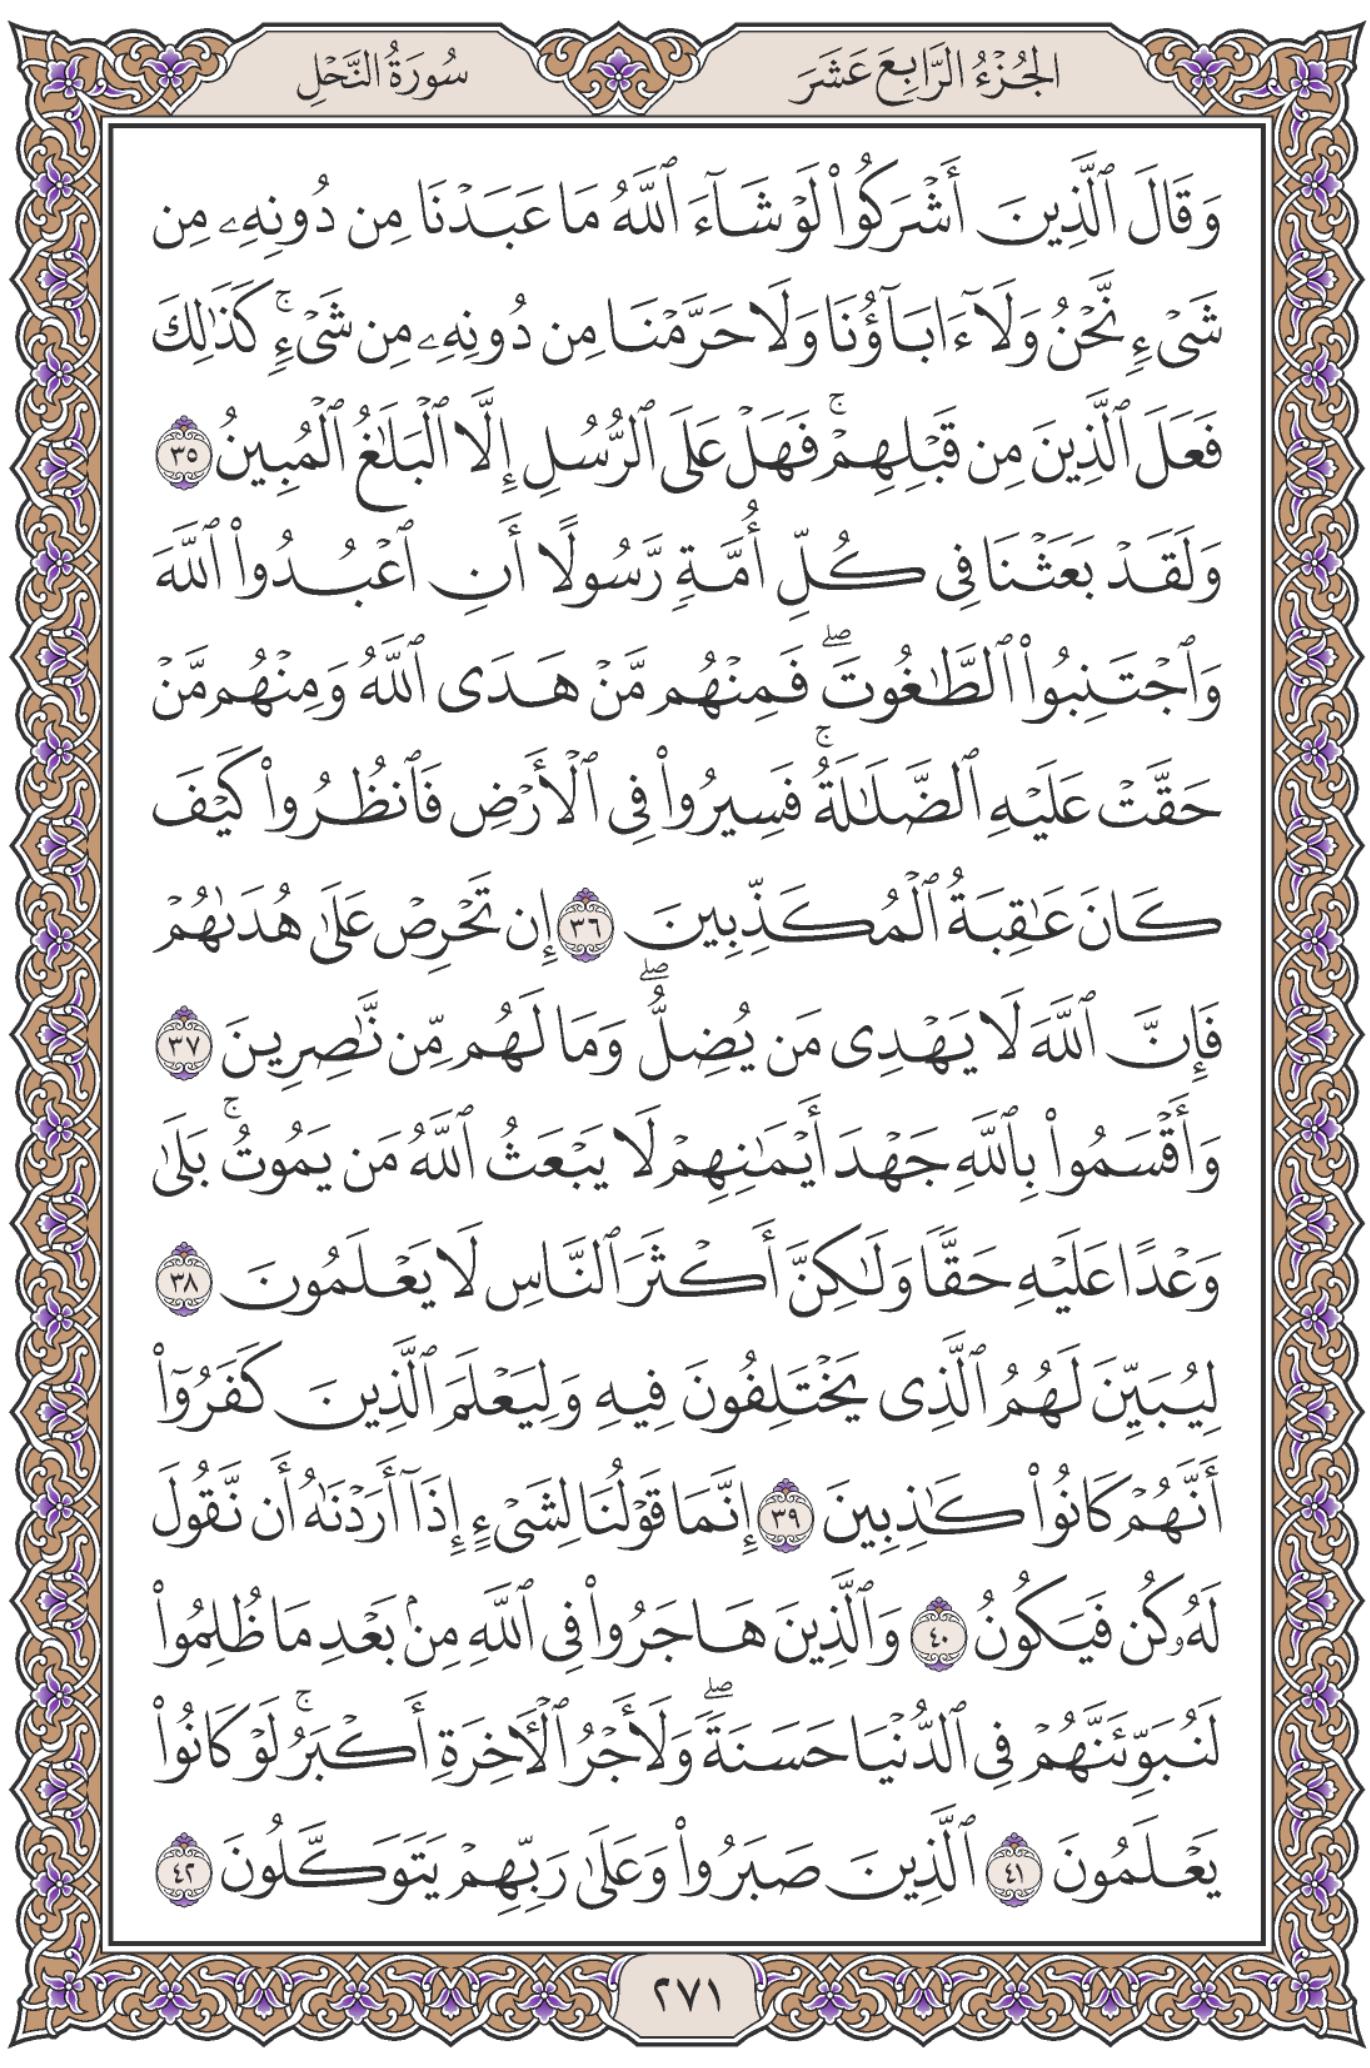 الجُزْءُ الرَّابِعَ عَشَرَ
سُورَةُ النَّحْلِ
وَقَالَ ٱلَّذِينَ أَشْرَكُوا۟ لَوْ شَآءَ ٱللَّهُ مَا عَبَدْنَا مِن دُونِهِۦ مِن
شَىْءٍ نَّحْنُ وَلَآ ءَابَآؤُنَا وَلَا حَرَّمْنَا مِن دُونِهِۦ مِن شَىْءٍۚ كَذَٰلِكَ
فَعَلَ ٱلَّذِينَ مِن قَبْلِهِمْۚ فَهَلْ عَلَى ٱلرُّسُلِ إِلَّا ٱلْبَلَٰغُ ٱلْمُبِينُ ٣٥
وَلَقَدْ بَعَثْنَا فِى كُلِّ أُمَّةٍ رَّسُولًا أَنِ ٱعْبُدُوا۟ ٱللَّهَ
وَٱجْتَنِبُوا۟ ٱلطَّٰغُوتَۖ فَمِنْهُم مَّنْ هَدَى ٱللَّهُ وَمِنْهُم مَّنْ
حَقَّتْ عَلَيْهِ ٱلضَّلَٰلَةُۚ فَسِيرُوا۟ فِى ٱلْأَرْضِ فَٱنظُرُوا۟ كَيْفَ
كَانَ عَٰقِبَةُ ٱلْمُكَذِّبِينَ ٣٦ إِن تَحْرِصْ عَلَىٰ هُدَىٰهُمْ
فَإِنَّ ٱللَّهَ لَا يَهْدِى مَن يُضِلُّۖ وَمَا لَهُم مِّن نَّٰصِرِينَ ٣٧
وَأَقْسَمُوا۟ بِٱللَّهِ جَهْدَ أَيْمَٰنِهِمْ لَا يَبْعَثُ ٱللَّهُ مَن يَمُوتُۚ بَلَىٰ
وَعْدًا عَلَيْهِ حَقًّا وَلَٰكِنَّ أَكْثَرَ ٱلنَّاسِ لَا يَعْلَمُونَ ٣٨
لِيُبَيِّنَ لَهُمُ ٱلَّذِى يَخْتَلِفُونَ فِيهِ وَلِيَعْلَمَ ٱلَّذِينَ كَفَرُوٓا۟
أَنَّهُمْ كَانُوا۟ كَٰذِبِينَ ٣٩ إِنَّمَا قَوْلُنَا لِشَىْءٍ إِذَآ أَرَدْنَٰهُ أَن نَّقُولَ
لَهُۥ كُن فَيَكُونُ ٤٠ وَٱلَّذِينَ هَاجَرُوا۟ فِى ٱللَّهِ مِنۢ بَعْدِ مَا ظُلِمُوا۟
لَنُبَوِّئَنَّهُمْ فِى ٱلدُّنْيَا حَسَنَةًۖ وَلَأَجْرُ ٱلْءَاخِرَةِ أَكْبَرُۚ لَوْ كَانُوا۟
يَعْلَمُونَ ٤١ ٱلَّذِينَ صَبَرُوا۟ وَعَلَىٰ رَبِّهِمْ يَتَوَكَّلُونَ ٤٢
٢٧١